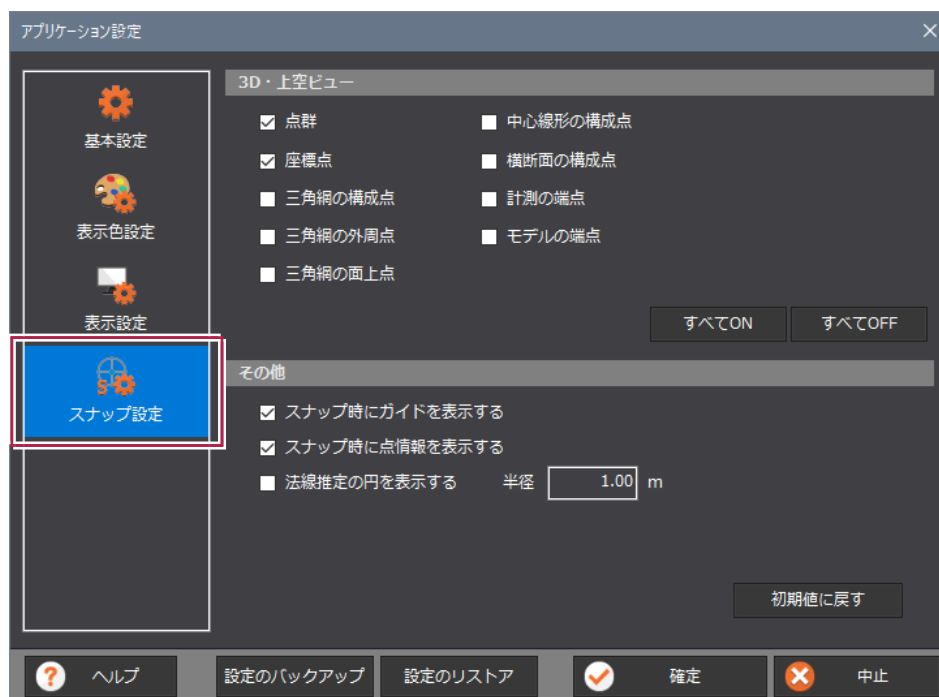 アプリケーション設定
基本設定
表示色設定
表示設定
スナップ設定
3D・上空ビュー
点群
中心線形の構成点
座標点
横断面の構成点
三角網の構成点
計測の端点
三角網の外周点
モデルの端点
三角網の面上点
すべてON
すべてOFF
その他
スナップ時にガイドを表示する
スナップ時に点情報を表示する
法線推定の円を表示する 半径 1.00 m
初期値に戻す
ヘルプ
設定のバックアップ
設定のリストア
確定
中止